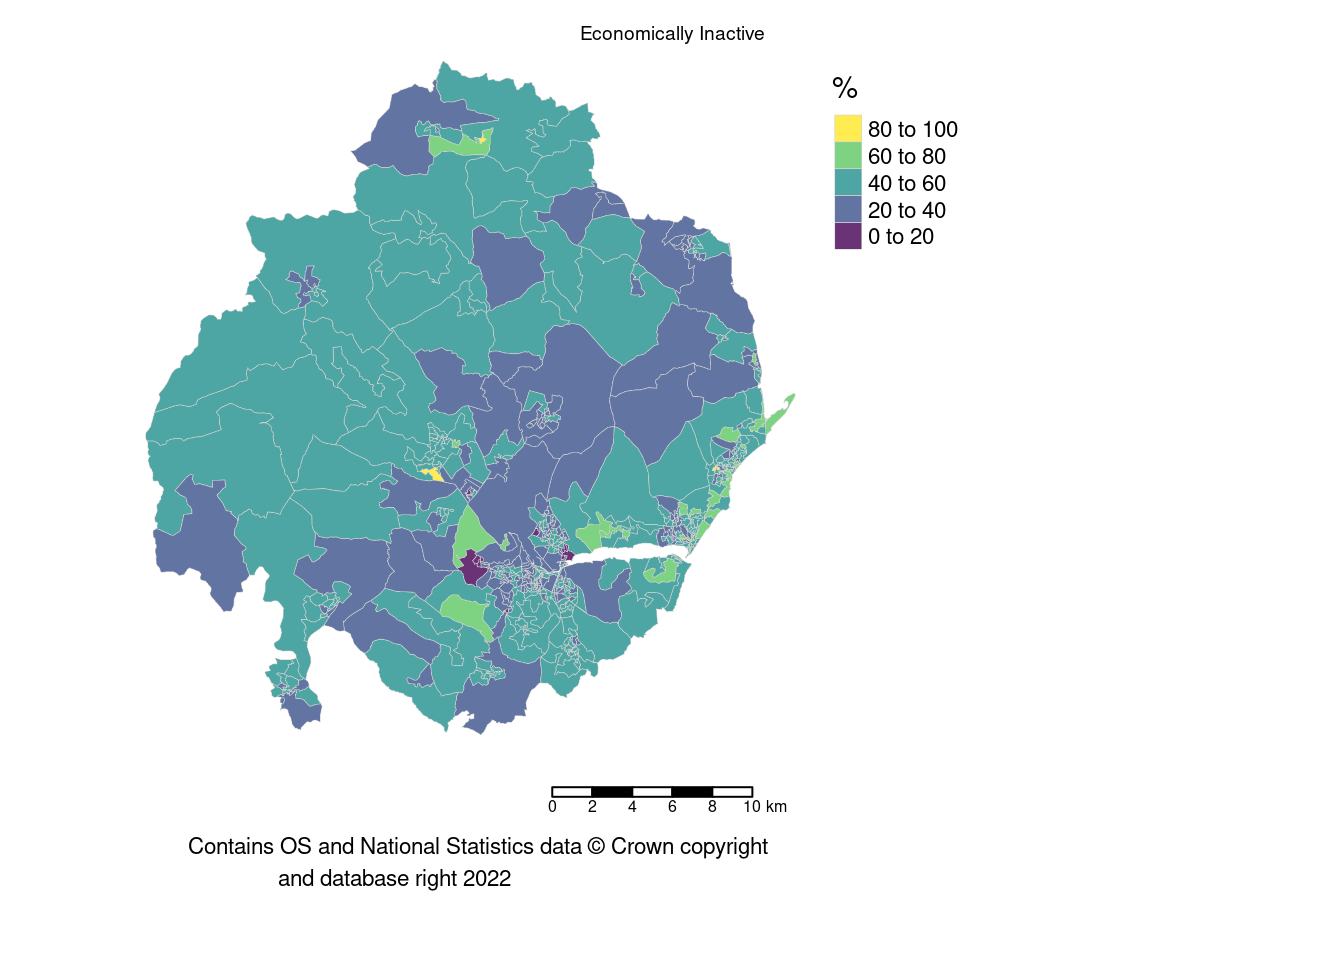 Economically Inactive
%
80 to 100
60 to 80
40 to 60
20 to 40
0 to 20
0 2 4 6 8 10 km
Contains OS and National Statistics data © Crown copyright
and database right 2022